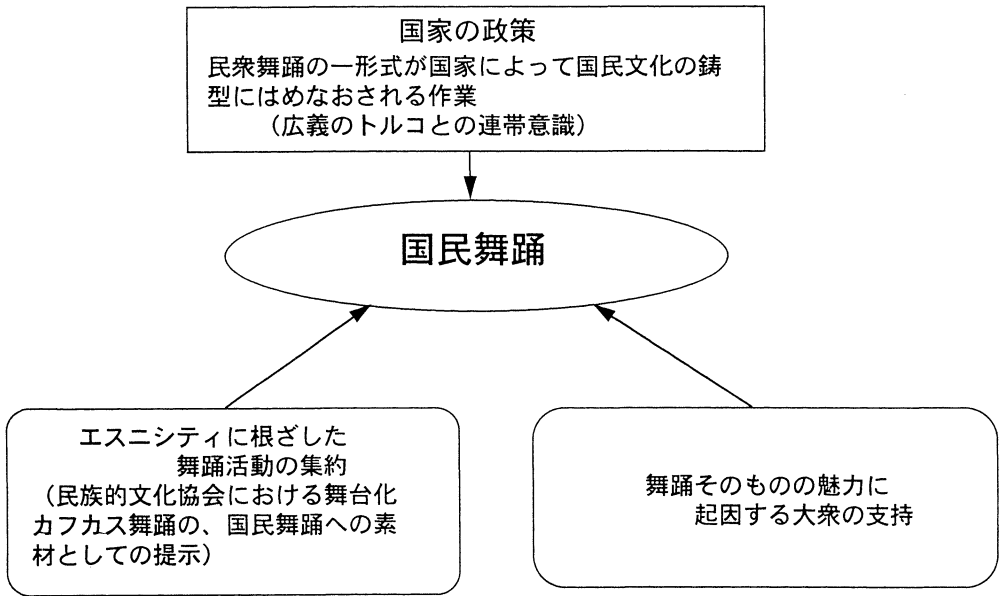 国家の政策
民衆舞踊の一形式が国家によって国民文化の鋳
型にはめなおされる作業
（広義のトルコとの連帯意識）
国民舞踊
エスニシティに根ざした
舞踊活動の集約
（民族的文化協会における舞台化
カフカス舞踊の、国民舞踊への素
材としての提示）
舞踊そのものの魅力に
起因する大衆の支持